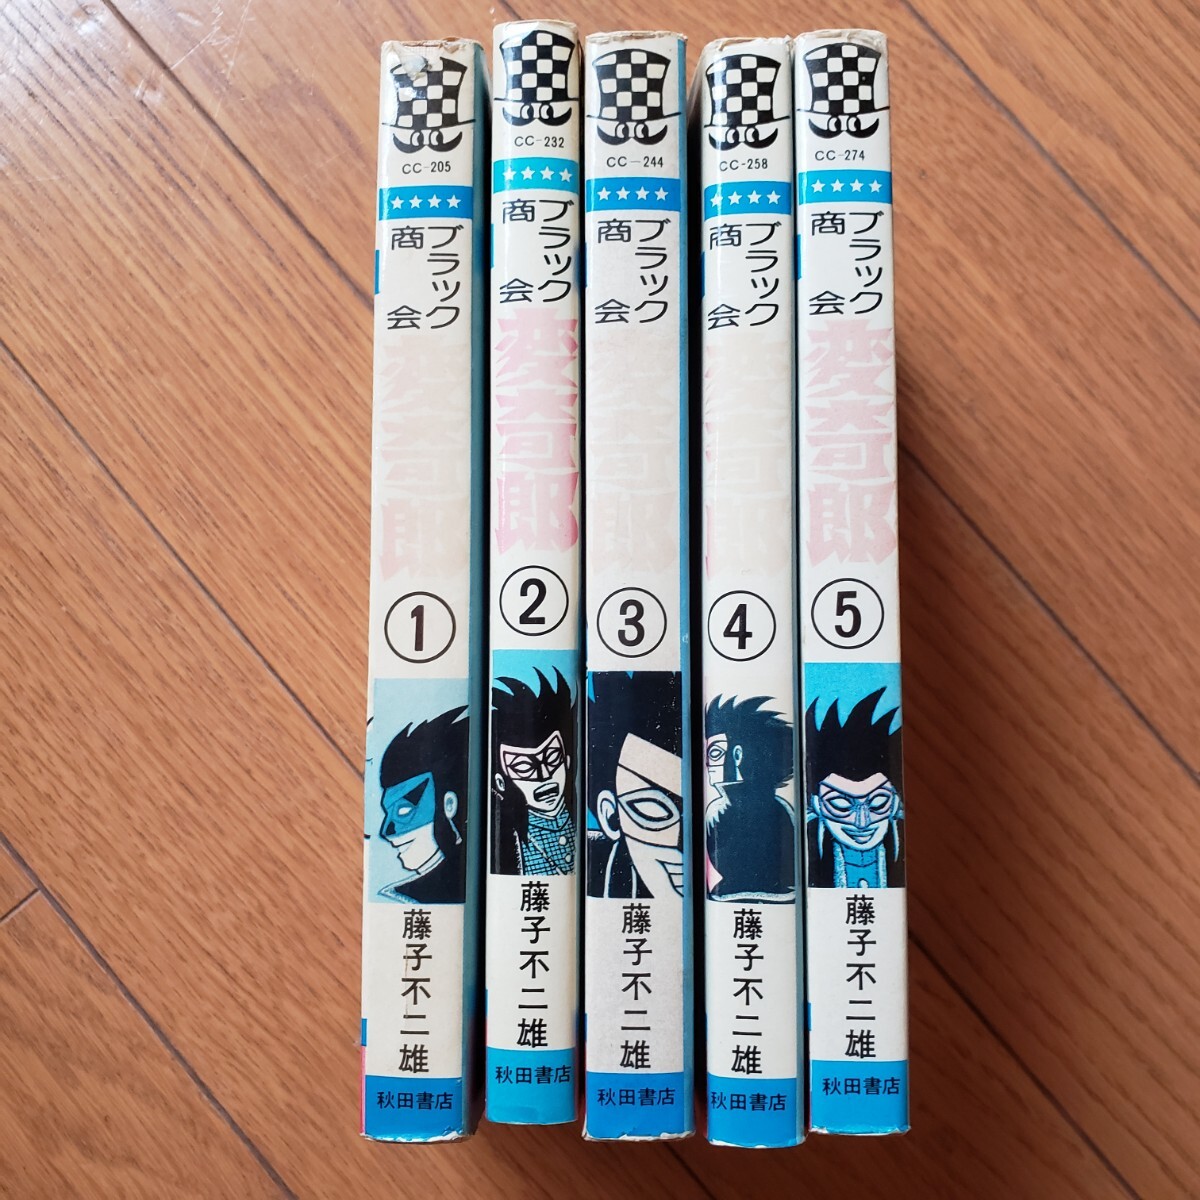 CC-205
ブラック
商会
変奇郎
1
藤子不二雄
秋田書店
CC-232
ブラック
商会
変奇郎
2
藤子不二雄
秋田書店
CC-244
ブラック
商会
変奇郎
3
藤子不二雄
秋田書店
CC-258
ブラック
商会
変奇郎
4
藤子不二雄
秋田書店
CC-274
ブラック
商会
変奇郎
5
藤子不二雄
秋田書店